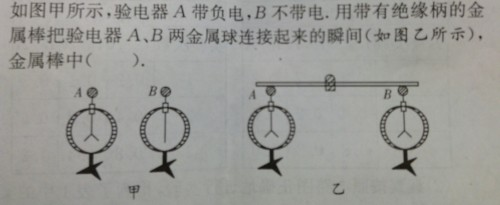 如图甲所示,验电器A带负电,B不带电.用带有绝缘柄的金
属棒把验电器A、B两金属球连接起来的瞬间(如图乙所示),
金属棒中(    ).
A B A B
甲 乙